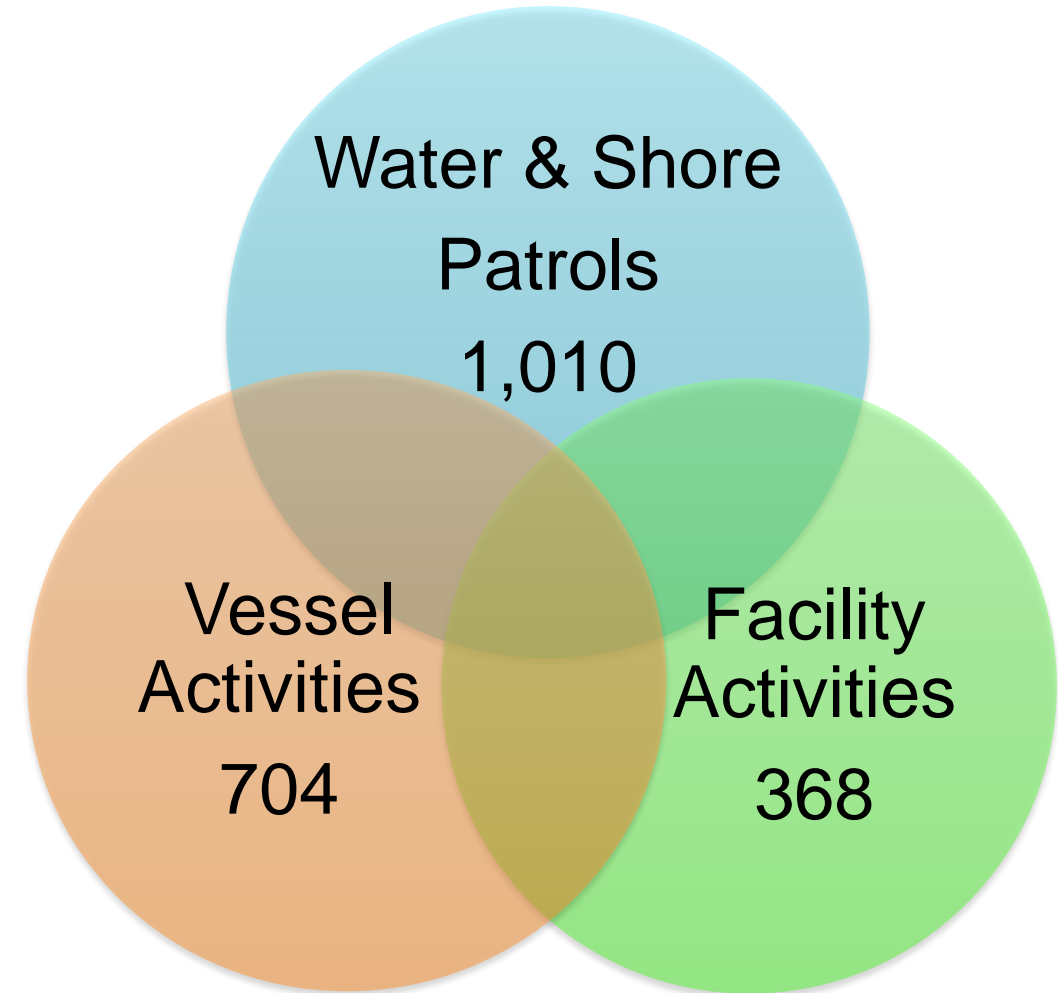 Water & Shore
Patrols
1,010
Vessel
Activities
704
Facility
Activities
368